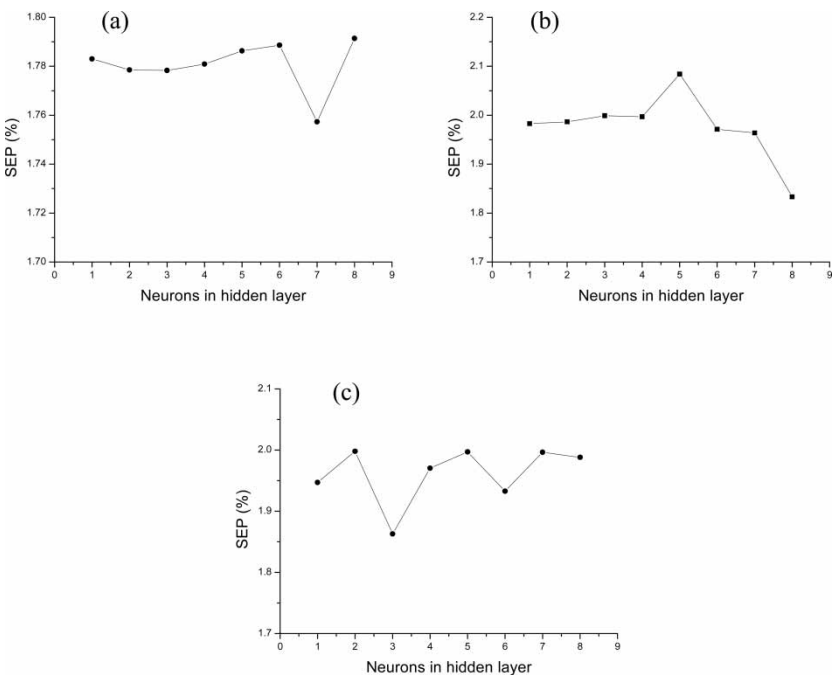 (a)
1.80
1.78
1.76
1.74
1.72
1.70
SEP (%)
0 1 2 3 4 5 6 7 8 9
Neurons in hidden layer
(b)
2.2
2.1
2.0
1.9
1.8
1.7
SEP (%)
0 1 2 3 4 5 6 7 8 9
Neurons in hidden layer
(c)
2.1
2.0
1.9
1.8
1.7
SEP (%)
0 1 2 3 4 5 6 7 8 9
Neurons in hidden layer